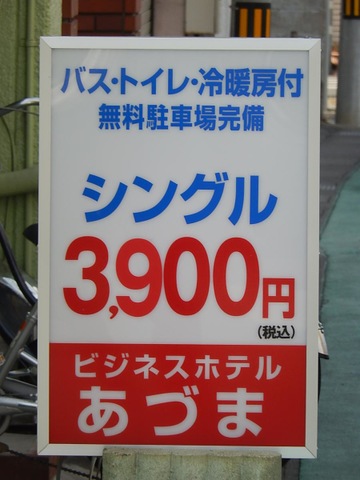 バス・トイレ・冷暖房付
無料駐車場完備
シングル
3,900円
(税込)
ビジネスホテル
あづま